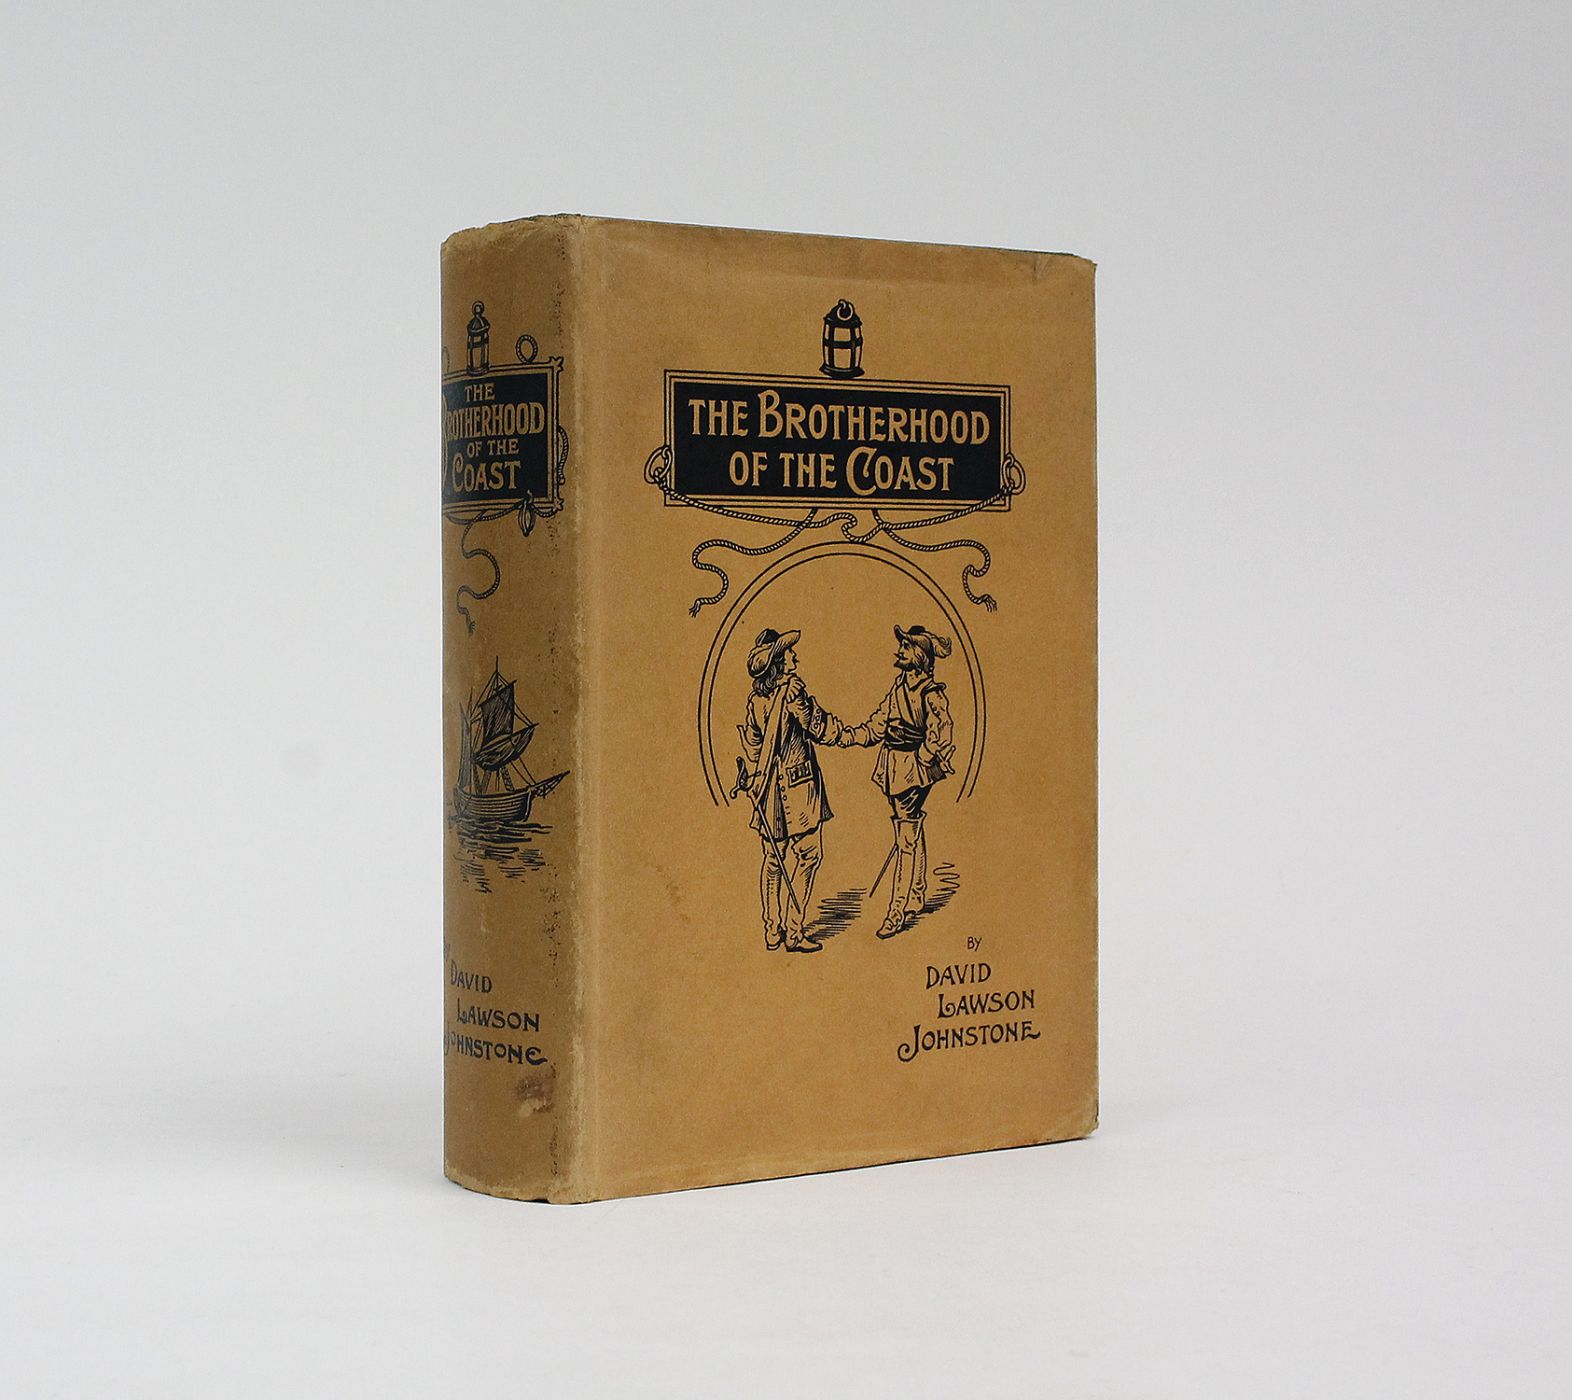 THE
BROTHERHOOD
OF THE
COAST
DAVID
LAWSON
JOHNSTONE
THE BROTHERHOOD
OF THE COAST
BY
DAVID
LAWSON
JOHNSTONE